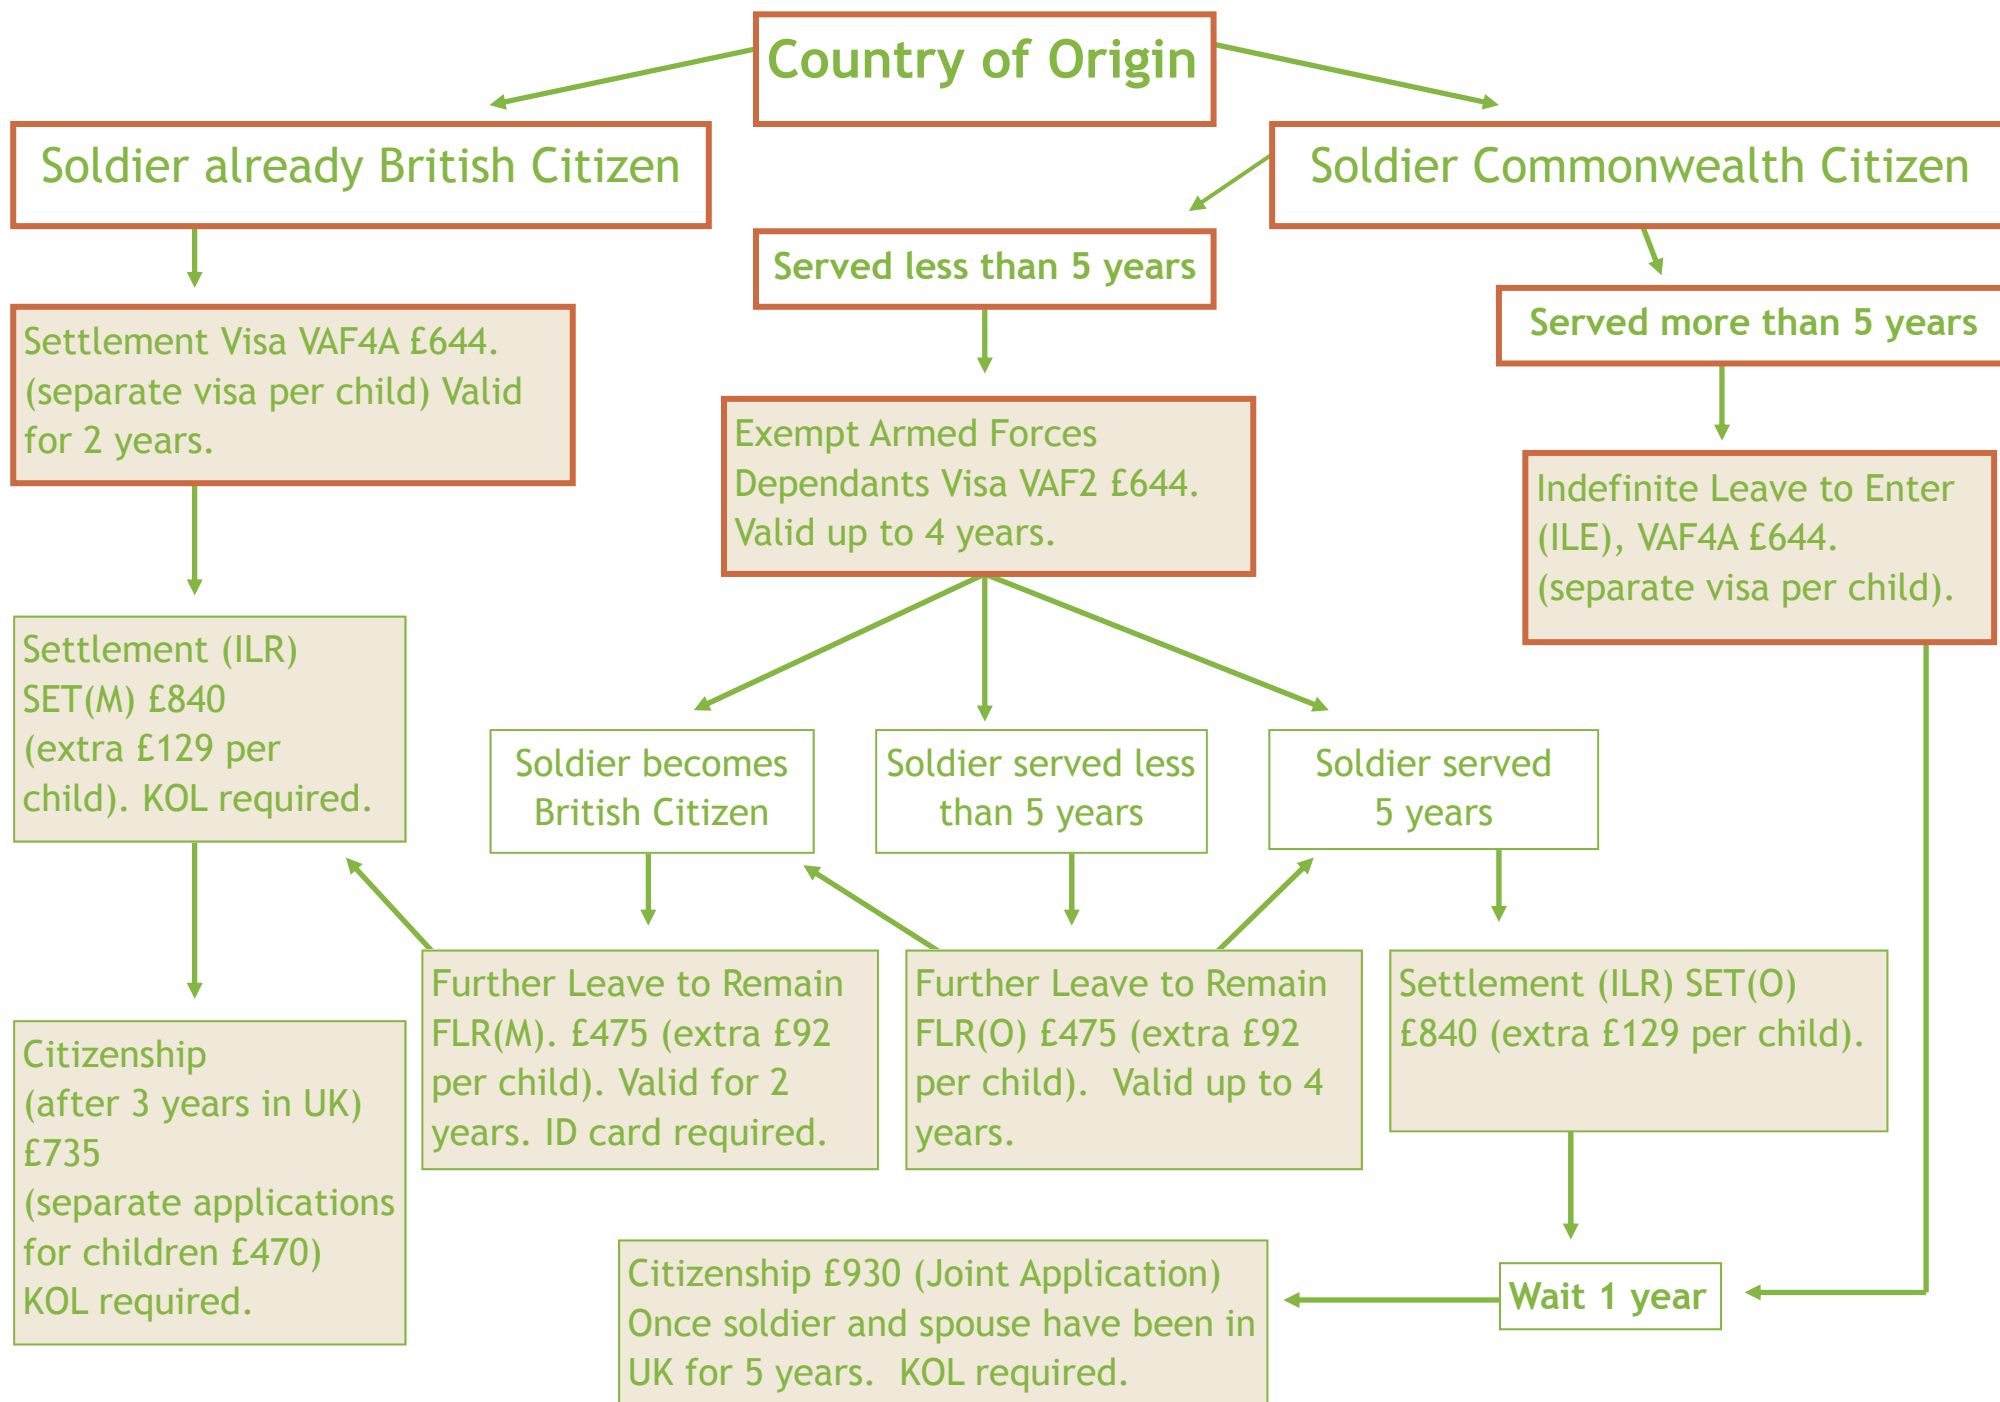 Country of Origin
Soldier already British Citizen
Soldier Commonwealth Citizen
Served less than 5 years
Served more than 5 years
Settlement Visa VAF4A £644.
(separate visa per child) Valid
for 2 years.
Exempt Armed Forces
Dependants Visa VAF2 £644.
Valid up to 4 years.
Indefinite Leave to Enter
(ILE), VAF4A £644.
(separate visa per child).
Settlement (ILR)
SET(M) £840
(extra £129 per
child). KOL required.
Soldier becomes
British Citizen
Soldier served less
than 5 years
Soldier served
5 years
Further Leave to Remain
FLR(M). £475 (extra £92
per child). Valid for 2
years. ID card required.
Further Leave to Remain
FLR(O) £475 (extra £92
per child).  Valid up to 4
years.
Settlement (ILR) SET(O)
£840 (extra £129 per child).
Citizenship
(after 3 years in UK)
£735
(separate applications
for children £470)
KOL required.
Citizenship £930 (Joint Application)
Once soldier and spouse have been in
UK for 5 years.  KOL required.
Wait 1 year